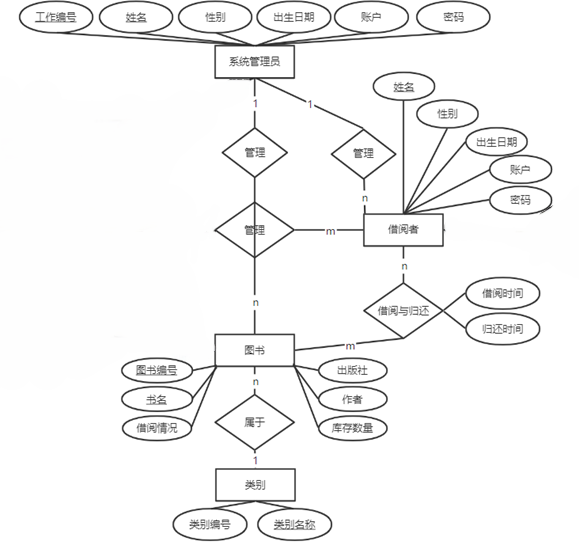 工作编号
姓名
性别
出生日期
账户
密码
系统管理员
姓名
1
1
性别
管理
管理
出生日期
账户
n
密码
管理
m
借阅者
n
借阅时间
n
借阅与归还
归还时间
m
图书
图书编号
出版社
n
书名
作者
属于
借阅情况
库存数量
1
类别
类别编号
类别名称